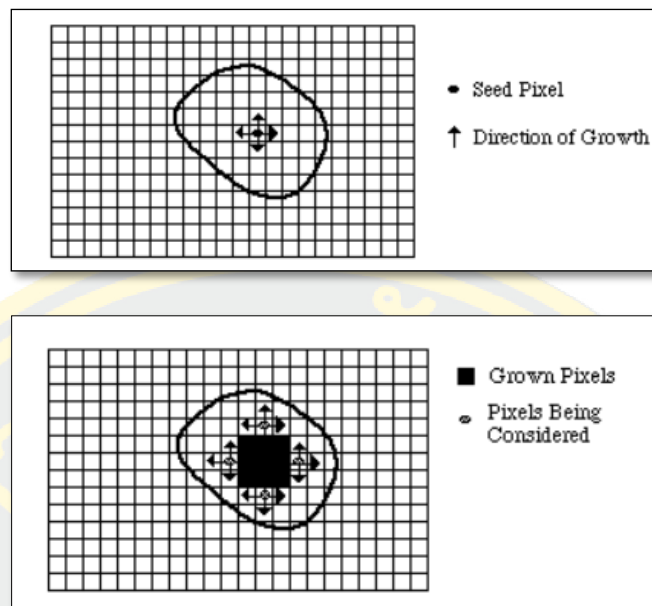 Seed Pixel
Direction of Growth
Grown Pixels
Pixels Being
Considered